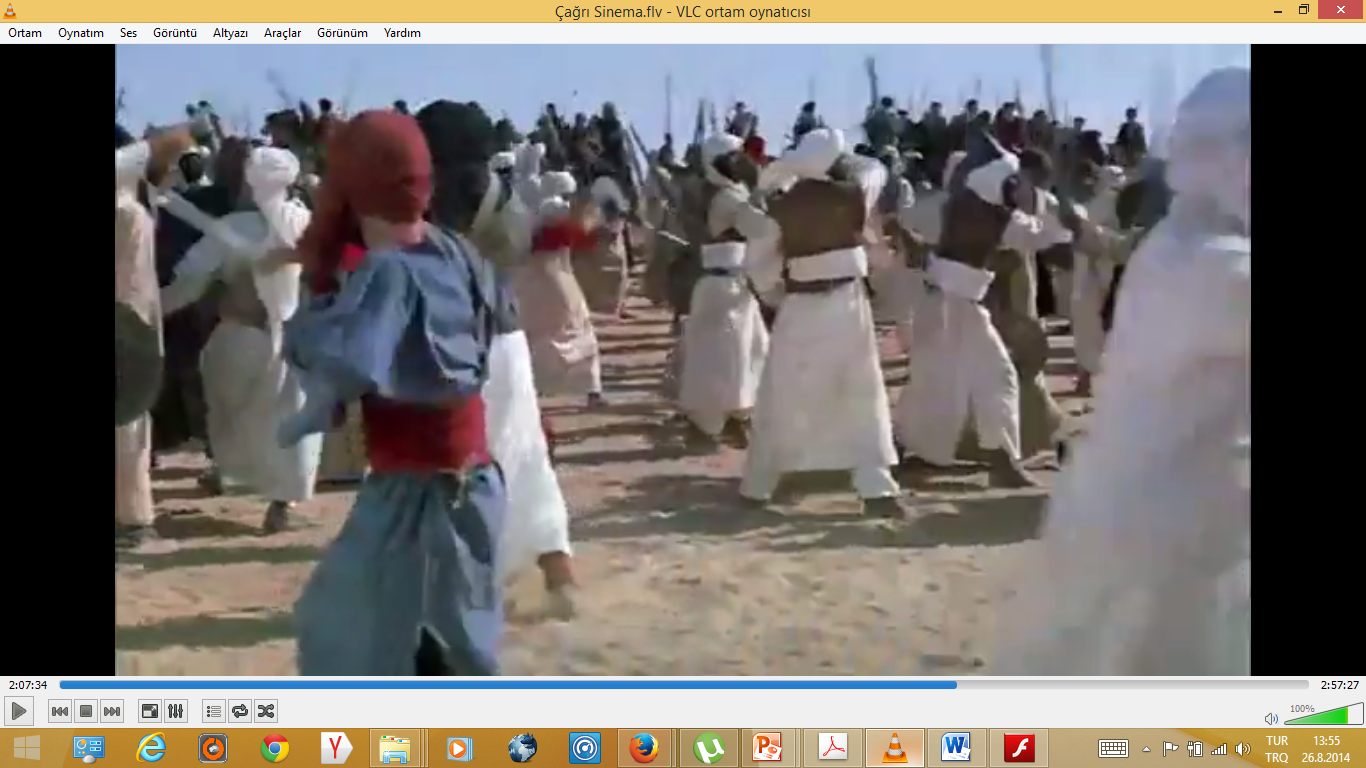 Çağrı Sinema.flv - VLC ortam oynatıcısı
Ortam Oynatım Ses Görüntü Altyazı Araçlar Görünüm Yardım
2:07:34 2:57:27
100%
TUR 13:55
TRQ 26.8.2014